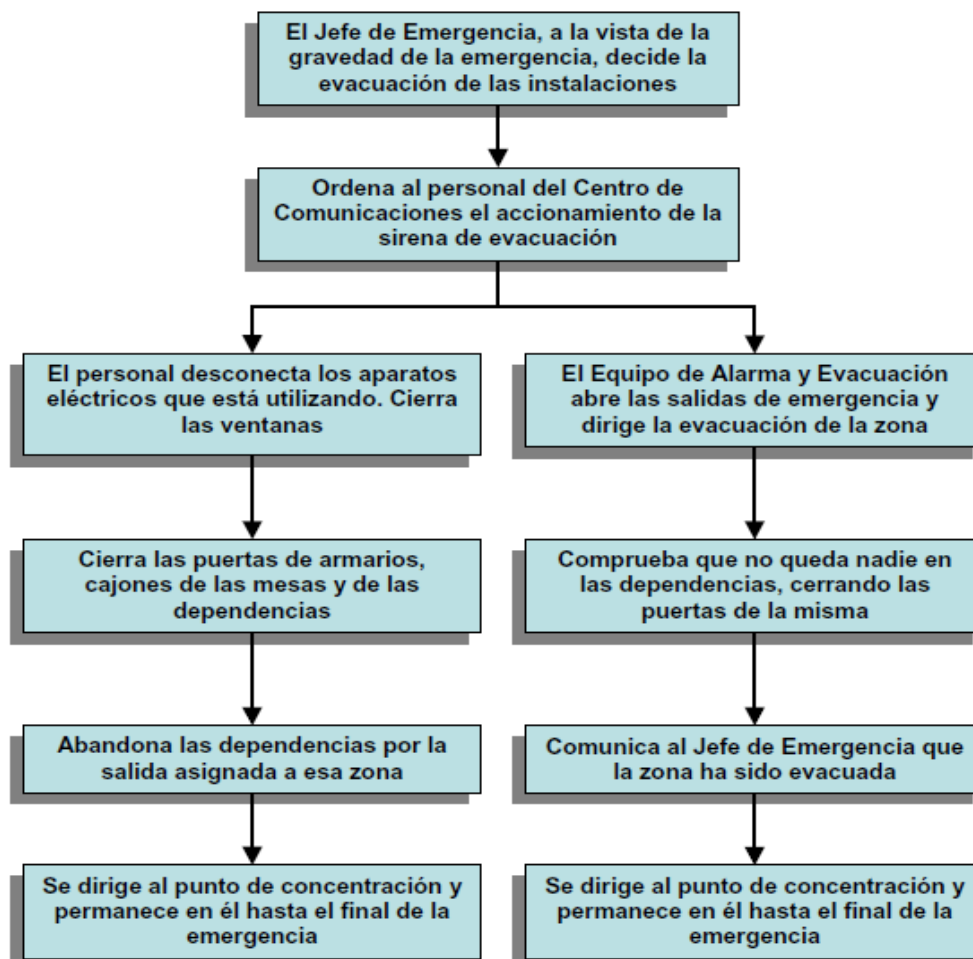 El Jefe de Emergencia, a la vista de la
gravedad de la emergencia, decide la
evacuación de las instalaciones
Ordena al personal del Centro de
Comunicaciones el accionamiento de la
sirena de evacuación
El personal desconecta los aparatos
eléctricos que está utilizando. Cierra
las ventanas
Cierra las puertas de armarios,
cajones de las mesas y de las
dependencias
Abandona las dependencias por la
salida asignada a esa zona
Se dirige al punto de concentración y
permanece en él hasta el final de la
emergencia
El Equipo de Alarma y Evacuación
abre las salidas de emergencia y
dirige la evacuación de la zona
Comprueba que no queda nadie en
las dependencias, cerrando las
puertas de la misma
Comunica al Jefe de Emergencia que
la zona ha sido evacuada
Se dirige al punto de concentración y
permanece en él hasta el final de la
emergencia